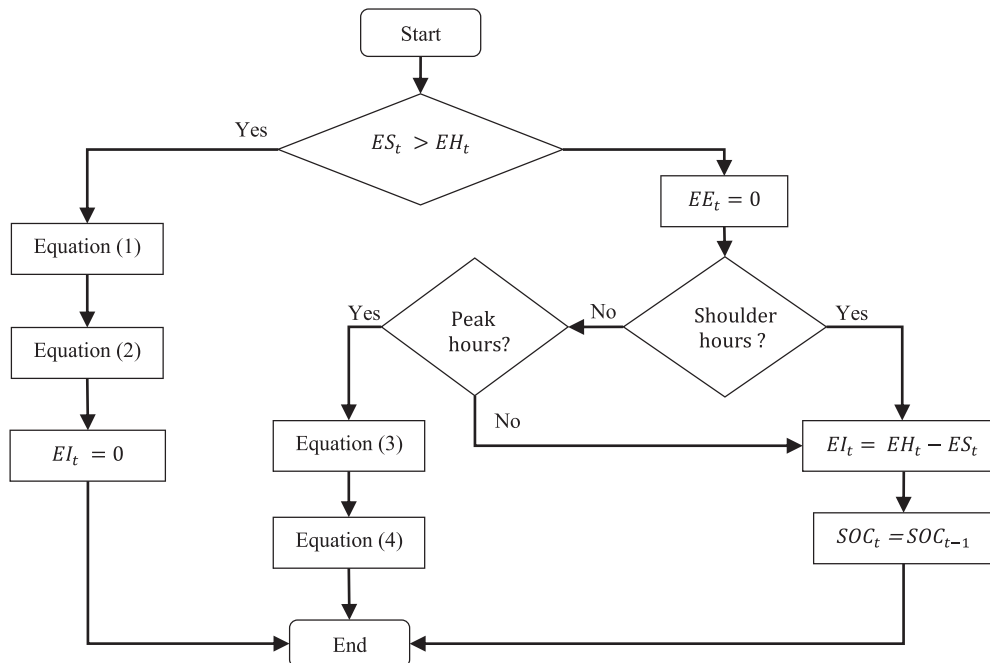 Start
Yes
ES_t > EH_t
EE_t = 0
Equation (1)
Yes
Peak
hours?
No
Shoulder
hours ?
Yes
Equation (2)
No
EI_t = 0
Equation (3)
EI_t = EH_t − ES_t
Equation (4)
SOC_t = SOC_{t−1}
End